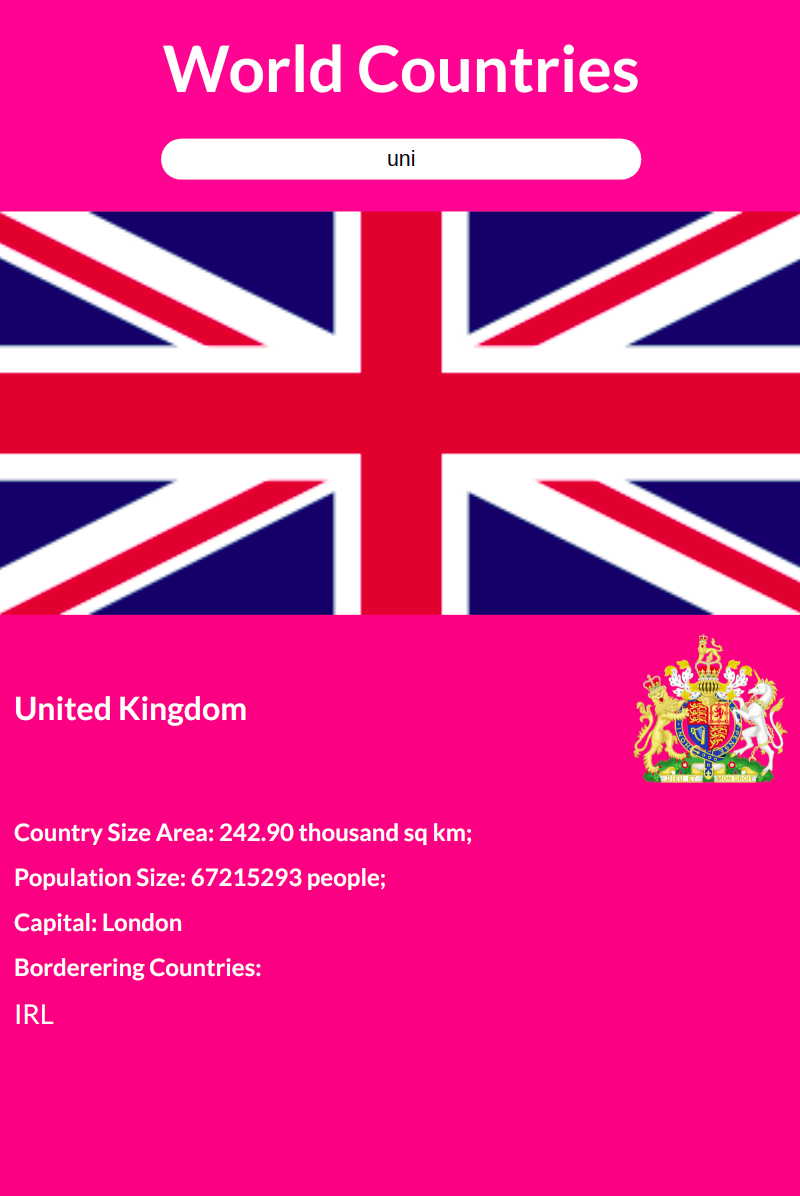 World Countries
uni
United Kingdom
DIEU ET MON DROIT
Country Size Area: 242.90 thousand sq km;
Population Size: 67215293 people;
Capital: London
Borderering Countries:
IRL